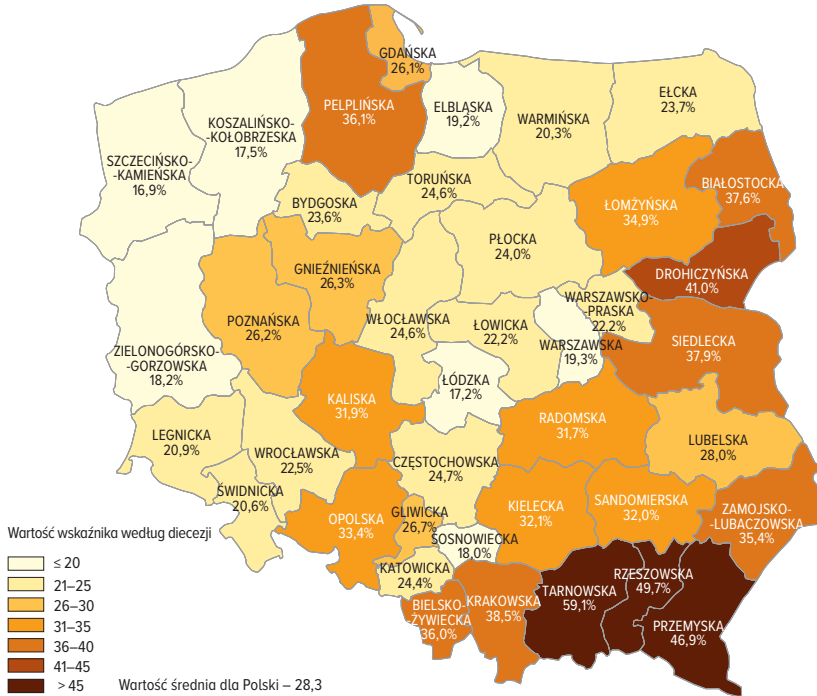 GDAŃSKA
26,1%
PELPLIŃSKA
36,1%
ELBLĄSKA
19,2%
EŁCKA
23,7%
KOSZALIŃSKO-
-KOŁOBRZESKA
17,5%
WARMIŃSKA
20,3%
SZCZECIŃSKO-
-KAMIEŃSKA
16,9%
TORUŃSKA
24,6%
BIAŁOSTOCKA
37,6%
BYDGOSKA
23,6%
ŁOMŻYŃSKA
34,9%
PŁOCKA
24,0%
GNIEŹNIEŃSKA
26,3%
DROHICZYŃSKA
41,0%
WARSZAWSKO-
-PRASKA
22,2%
POZNAŃSKA
26,2%
WŁOCŁAWSKA
24,6%
ŁOWICKA
22,2%
WARSZAWSKA
19,3%
SIEDLECKA
37,9%
ZIELONOGÓRSKO-
-GORZOWSKA
18,2%
ŁÓDZKA
17,2%
KALISKA
31,9%
RADOMSKA
31,7%
LEGNICKA
20,9%
WROCŁAWSKA
22,5%
LUBELSKA
28,0%
CZĘSTOCHOWSKA
24,7%
ŚWIDNICKA
20,6%
OPOLSKA
33,4%
GLIWICKA
26,7%
KIELECKA
32,1%
SANDOMIERSKA
32,0%
ZAMOJSKO-
-LUBACZOWSKA
35,4%
SOSNOWIECKA
18,0%
KATOWICKA
24,4%
RZESZOWSKA
49,7%
TARNOWSKA
59,1%
BIELSKO-
-ŻYWIECKA
36,0%
KRAKOWSKA
38,5%
PRZEMYSKA
46,9%
Wartość wskaźnika według diecezji
≤ 20
21–25
26–30
31–35
36–40
41–45
> 45
Wartość średnia dla Polski – 28,3